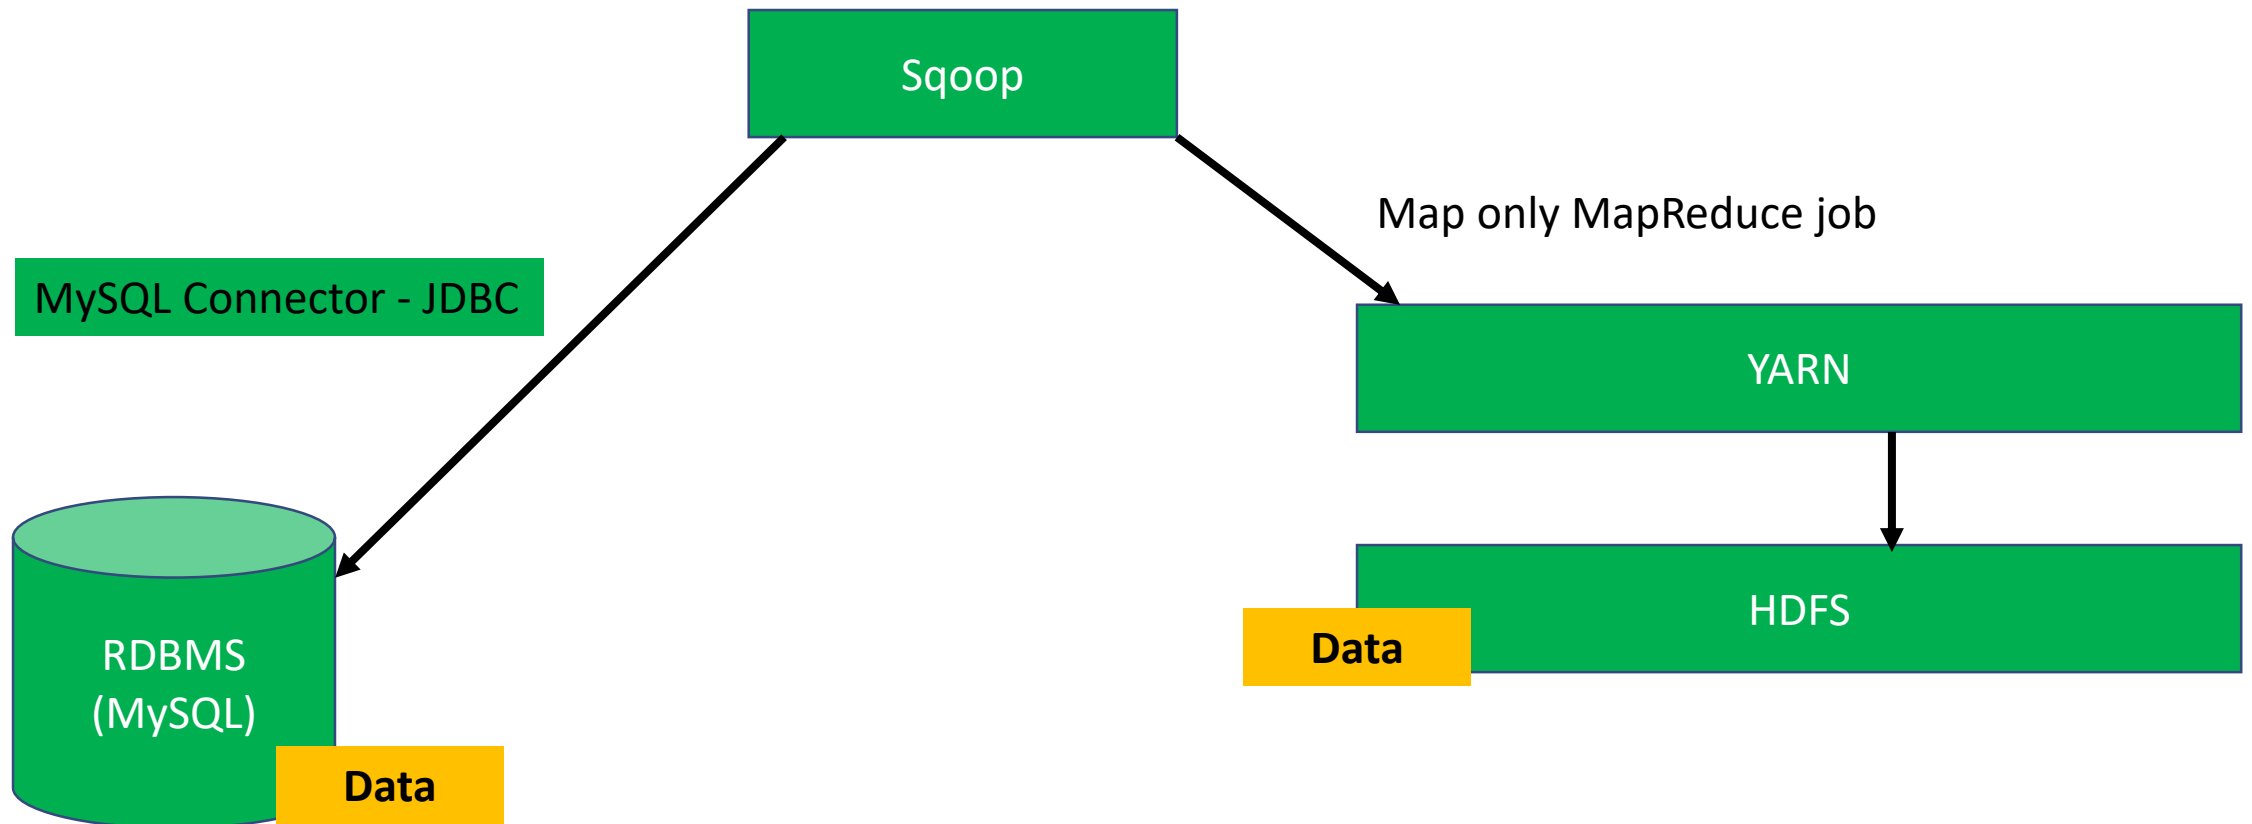 Sqoop
Map only MapReduce job
MySQL Connector - JDBC
YARN
HDFS
Data
RDBMS
(MySQL)
Data